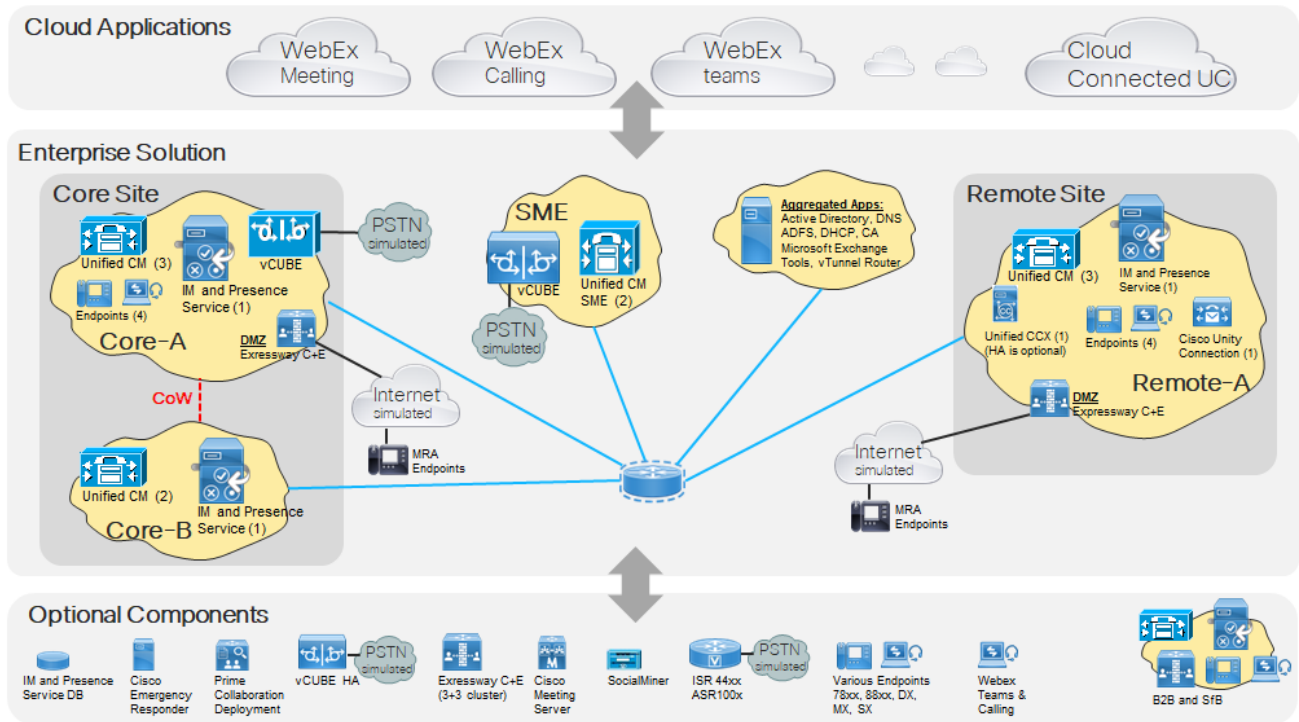 Cloud Applications
WebEx
Meeting
WebEx
Calling
WebEx
teams
Cloud
Connected UC
Enterprise Solution
Core Site
Unified CM (3)
IM and Presence
Service (1)
vCUBE
PSTN
simulated
Endpoints (4)
Core-A
DMZ
Exressway C+E
Internet
simulated
MRA
Endpoints
CoW
Unified CM (2)
IM and Presence
Service (1)
Core-B
SME
vCUBE
Unified CM
SME (2)
PSTN
simulated
Aggregated Apps:
Active Directory, DNS
ADFS, DHCP, CA
Microsoft Exchange
Tools, vTunnel Router
Remote Site
Unified CM (3)
IM and Presence
Service (1)
Unified CCX (1)
(HA is optional)
Endpoints (4)
Cisco Unity
Connection (1)
Remote-A
DMZ
Expressway C+E
Internet
simulated
MRA
Endpoints
Optional Components
IM and Presence
Service DB
Cisco
Emergency
Responder
Prime
Collaboration
Deployment
vCUBE HA
PSTN
simulated
Exressway C+E
(3+3 cluster)
M
Cisco
Meeting
Server
SocialMiner
V
ISR 44xx
ASR100x
PSTN
simulated
Various Endpoints
78xx, 88xx, DX,
MX, SX
Webex
Teams &
Calling
B2B and SfB